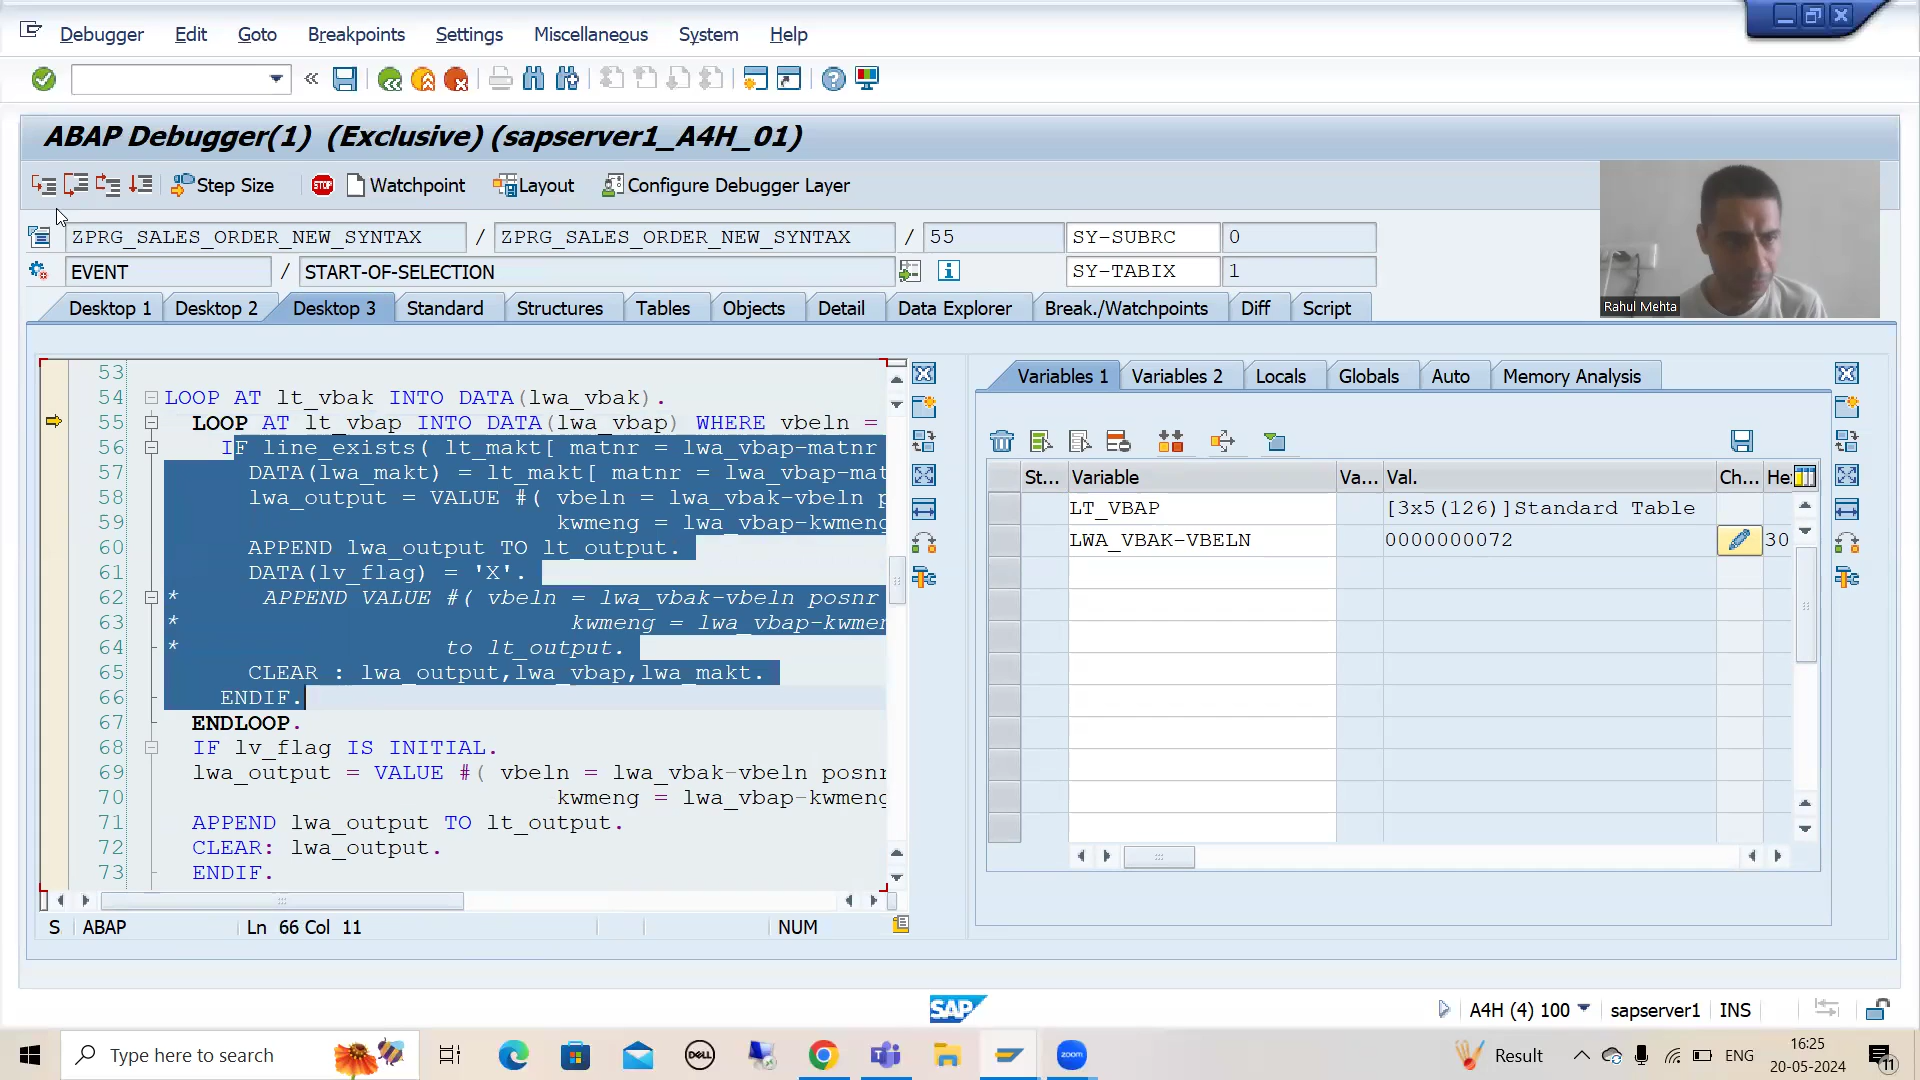 Debugger Edit Goto Breakpoints Settings Miscellaneous System Help
ABAP Debugger(1) (Exclusive) (sapserver1_A4H_01)
STOP
Step Size Watchpoint Layout Configure Debugger Layer
ZPRG_SALES_ORDER_NEW_SYNTAX / ZPRG_SALES_ORDER_NEW_SYNTAX / 55 SY-SUBRC 0
EVENT / START-OF-SELECTION SY-TABIX 1
Rahul Mehta
Desktop 1 Desktop 2 Desktop 3 Standard Structures Tables Objects Detail Data Explorer Break./Watchpoints Diff Script
53
54 LOOP AT lt_vbak INTO DATA(lwa_vbak).
55 LOOP AT lt_vbap INTO DATA(lwa_vbap) WHERE vbeln =
56 IF line_exists( lt_makt[ matnr = lwa_vbap-matnr
57 DATA(lwa_makt) = lt_makt[ matnr = lwa_vbap-mat
58 lwa_output = VALUE #( vbeln = lwa_vbak-vbeln p
59 kwmeng = lwa_vbap-kwmeng
60 APPEND lwa_output TO lt_output.
61 DATA(lv_flag) = 'X'.
62 * APPEND VALUE #( vbeln = lwa_vbak-vbeln posnr
63 * kwmeng = lwa_vbap-kwmen
64 * to lt_output.
65 CLEAR : lwa_output,lwa_vbap,lwa_makt.
66 ENDIF.
67 ENDLOOP.
68 IF lv_flag IS INITIAL.
69 lwa_output = VALUE #( vbeln = lwa_vbak-vbeln posnr
70 kwmeng = lwa_vbap-kwmeng
71 APPEND lwa_output TO lt_output.
72 CLEAR: lwa_output.
73 ENDIF.
S ABAP Ln 66 Col 11 NUM
Variables 1 Variables 2 Locals Globals Auto Memory Analysis
St... Variable Va... Val. Ch... Hex
LT_VBAP [3x5(126)]Standard Table
LWA_VBAK-VBELN 0000000072 30
SAP
A4H (4) 100 sapserver1 INS
Type here to search
DELL
zoom
Result
ENG
16:25
20-05-2024
11